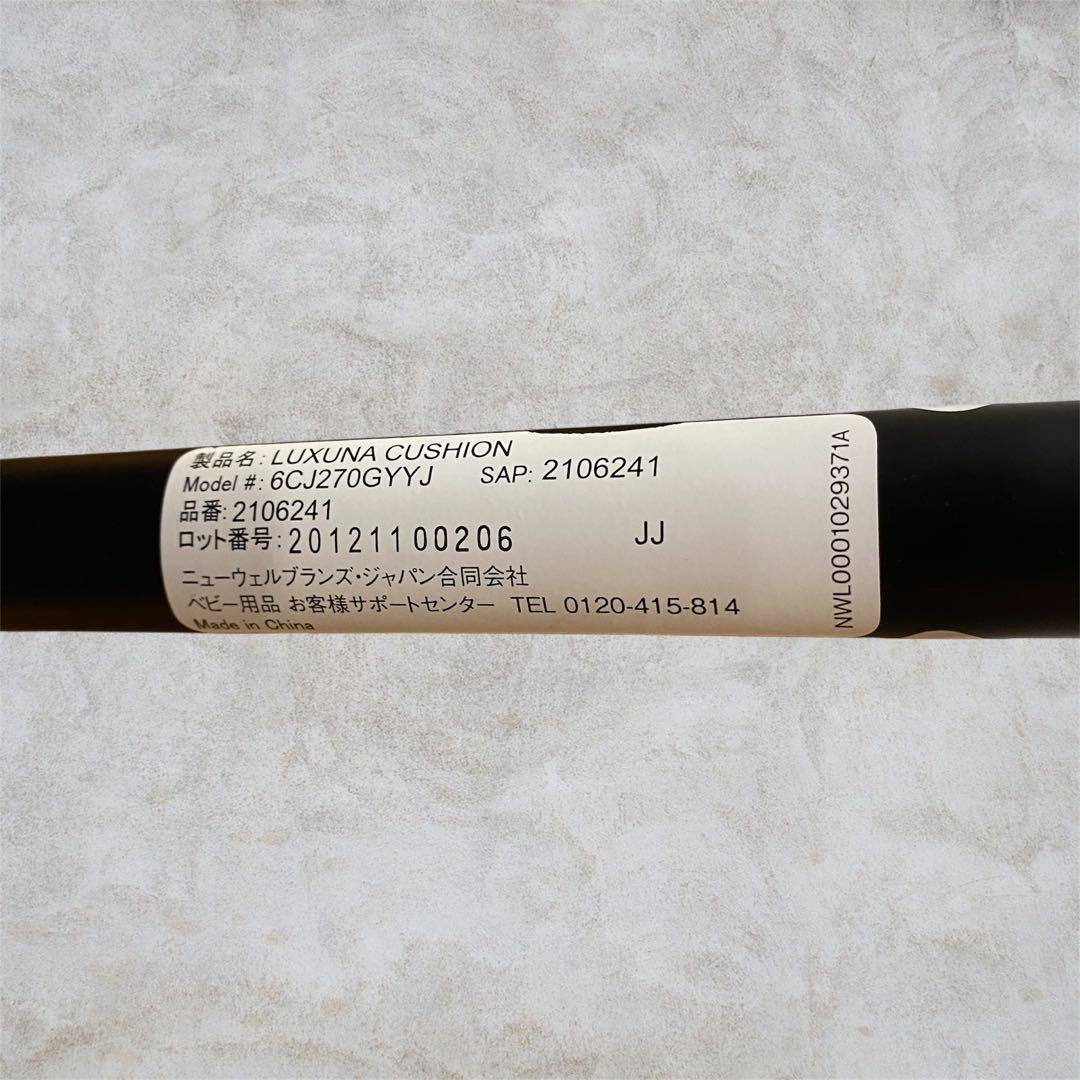 製品名: LUXUNA CUSHION
Model #: 6CJ270GYYJ SAP: 2106241
品番: 2106241
ロット番号: 20121100206 JJ
ニューウェルブランズ・ジャパン合同会社
ベビー用品 お客様サポートセンター TEL 0120-415-814
Made in China
NWL0001029371A